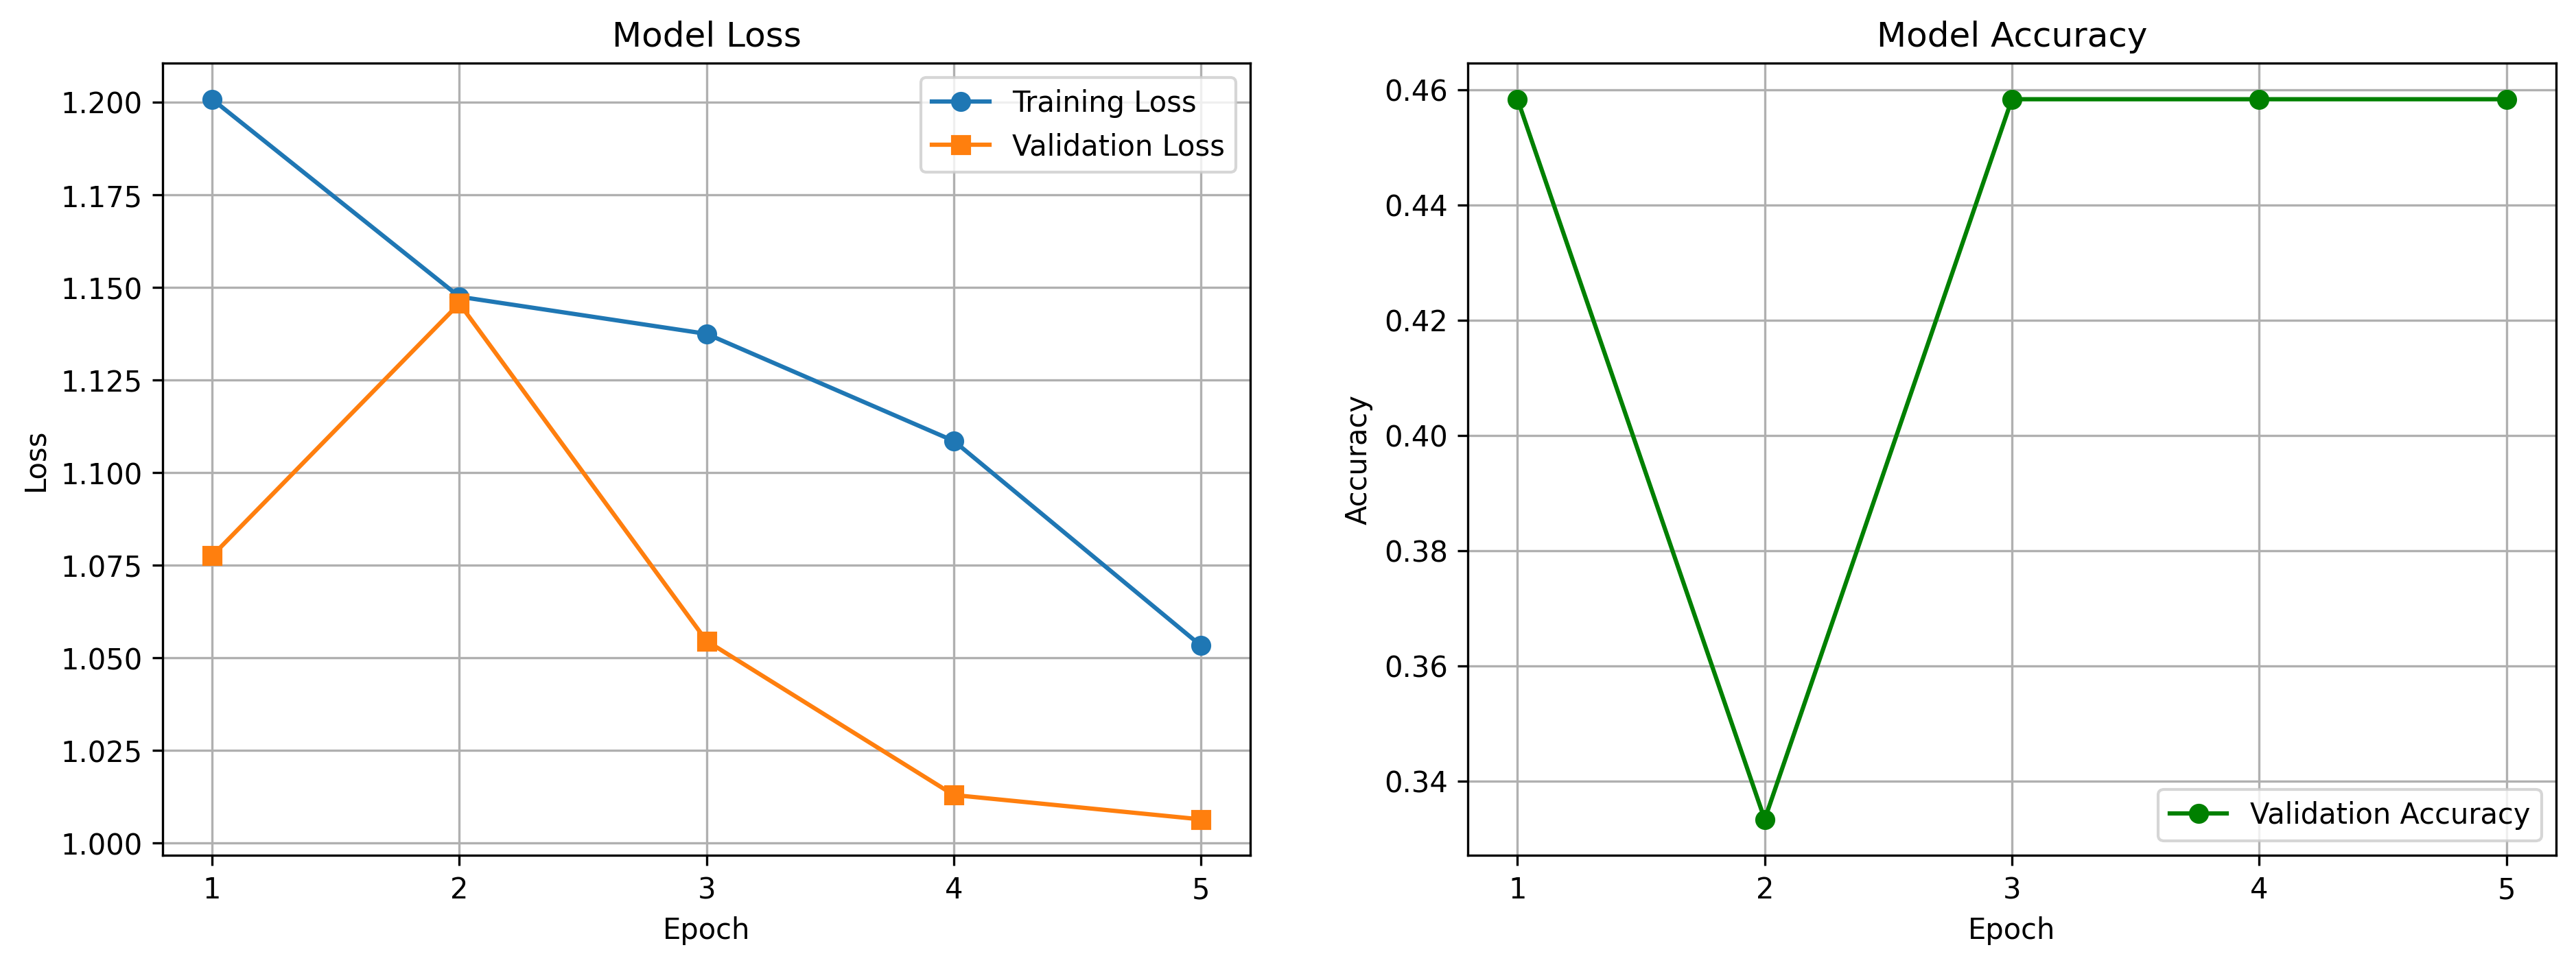 Model Loss
Training Loss
Validation Loss
1.200
1.175
1.150
1.125
1.100
1.075
1.050
1.025
1.000
Loss
1 2 3 4 5
Epoch
Model Accuracy
0.46
0.44
0.42
0.40
0.38
0.36
0.34
Accuracy
Validation Accuracy
1 2 3 4 5
Epoch